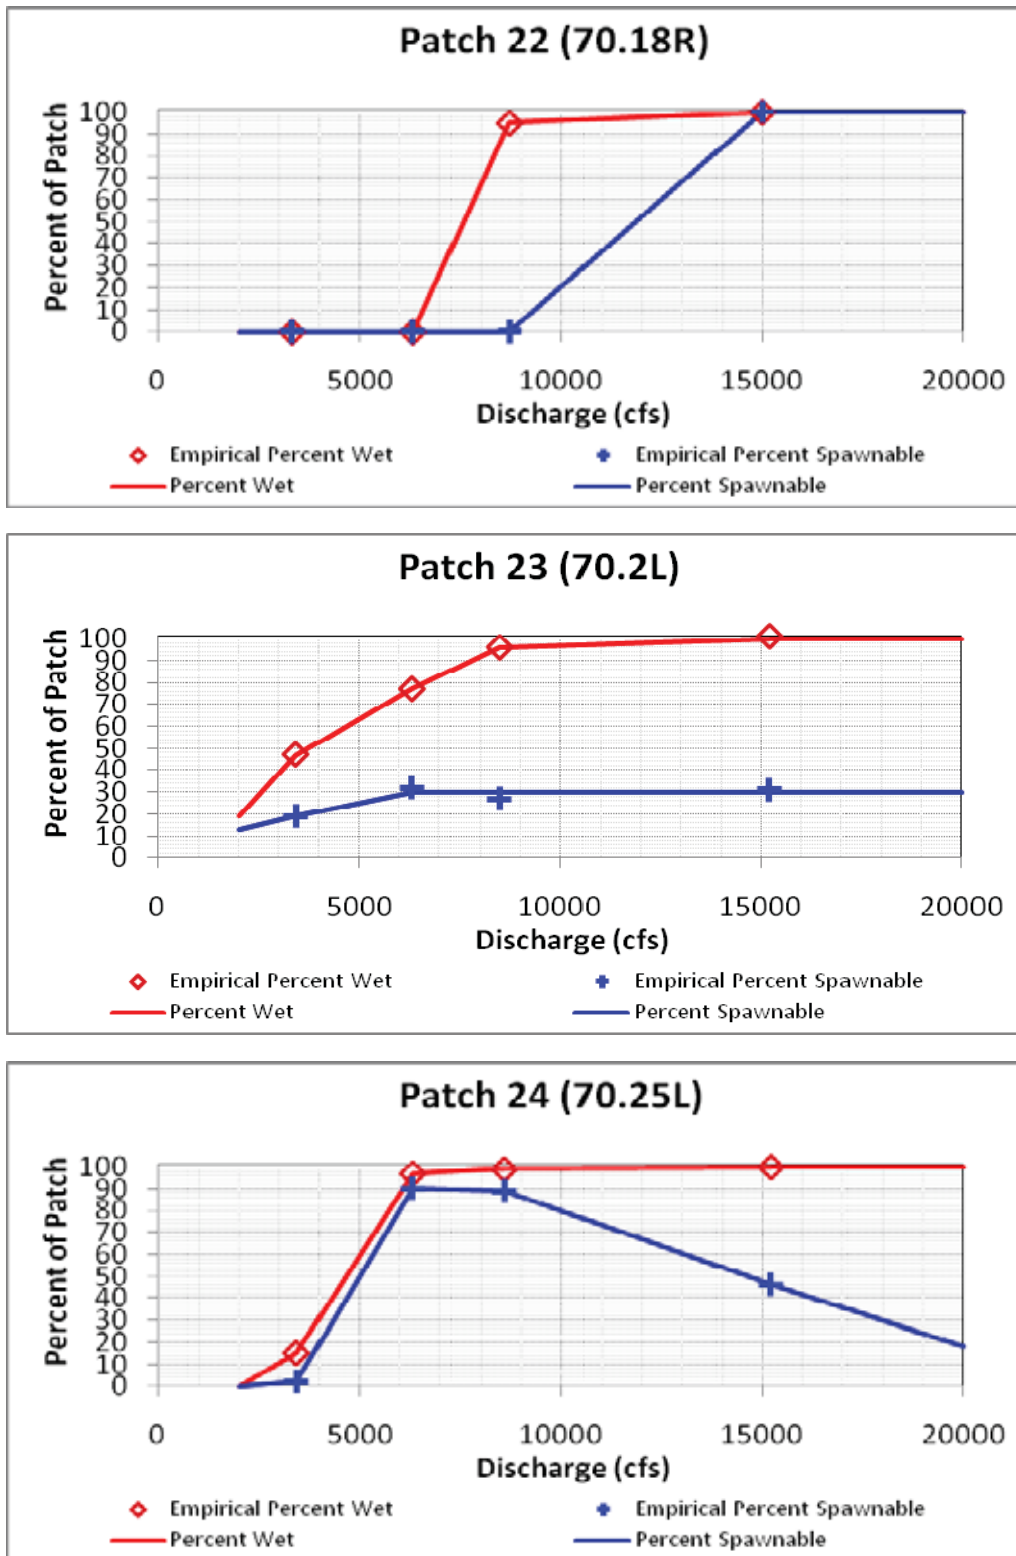 Patch 22 (70.18R)
Percent of Patch
100
90
80
70
60
50
40
30
20
10
0
0 5000 10000 15000 20000
Discharge (cfs)
Empirical Percent Wet Empirical Percent Spawnable
Percent Wet Percent Spawnable
Patch 23 (70.2L)
Percent of Patch
100
90
80
70
60
50
40
30
20
10
0
0 5000 10000 15000 20000
Discharge (cfs)
Empirical Percent Wet Empirical Percent Spawnable
Percent Wet Percent Spawnable
Patch 24 (70.25L)
Percent of Patch
100
90
80
70
60
50
40
30
20
10
0
0 5000 10000 15000 20000
Discharge (cfs)
Empirical Percent Wet Empirical Percent Spawnable
Percent Wet Percent Spawnable